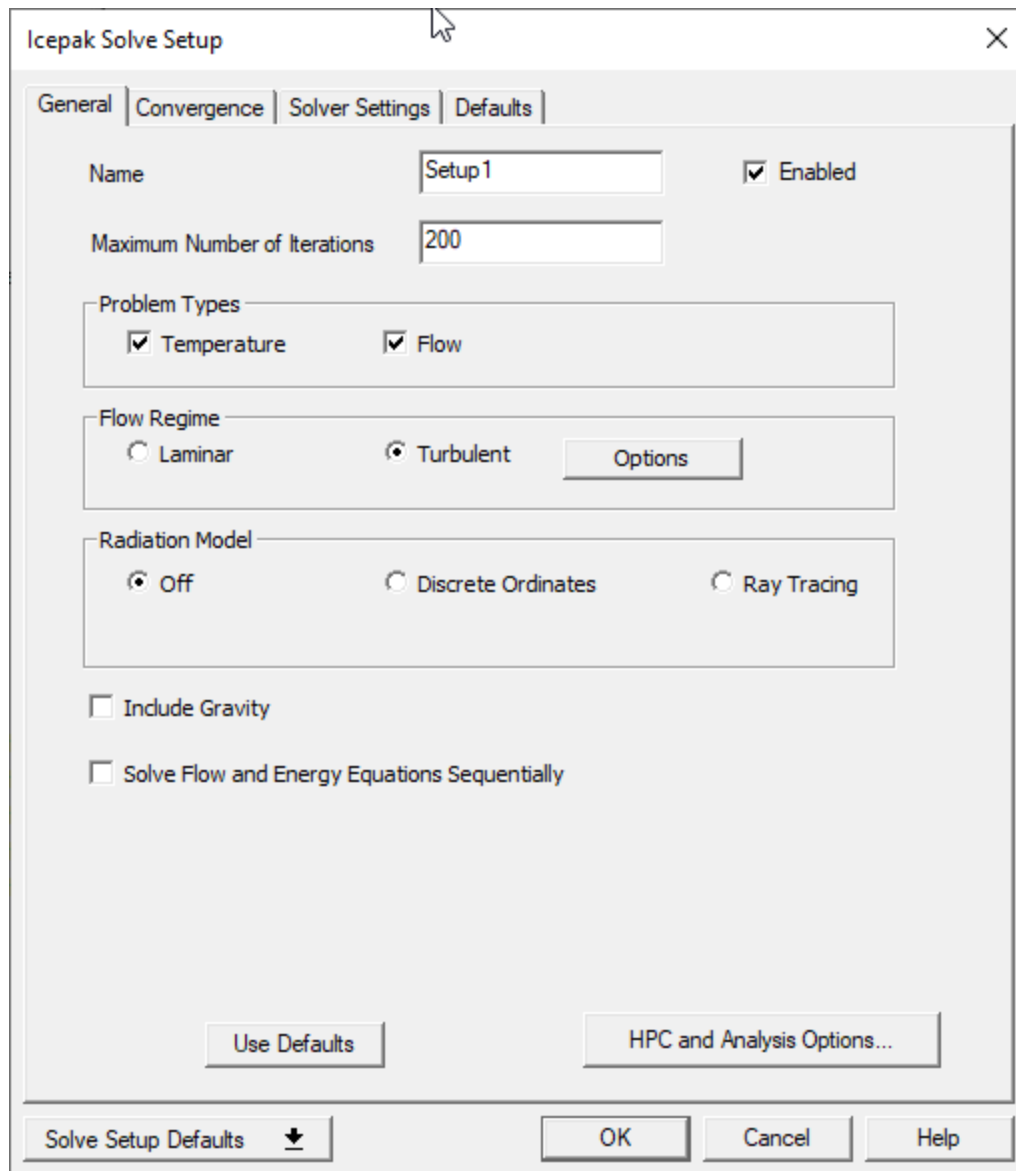 Icepak Solve Setup
General Convergence Solver Settings Defaults
Name Setup1 Enabled
Maximum Number of Iterations 200
Problem Types
Temperature Flow
Flow Regime
Laminar Turbulent Options
Radiation Model
Off Discrete Ordinates Ray Tracing
Include Gravity
Solve Flow and Energy Equations Sequentially
Use Defaults HPC and Analysis Options...
Solve Setup Defaults OK Cancel Help